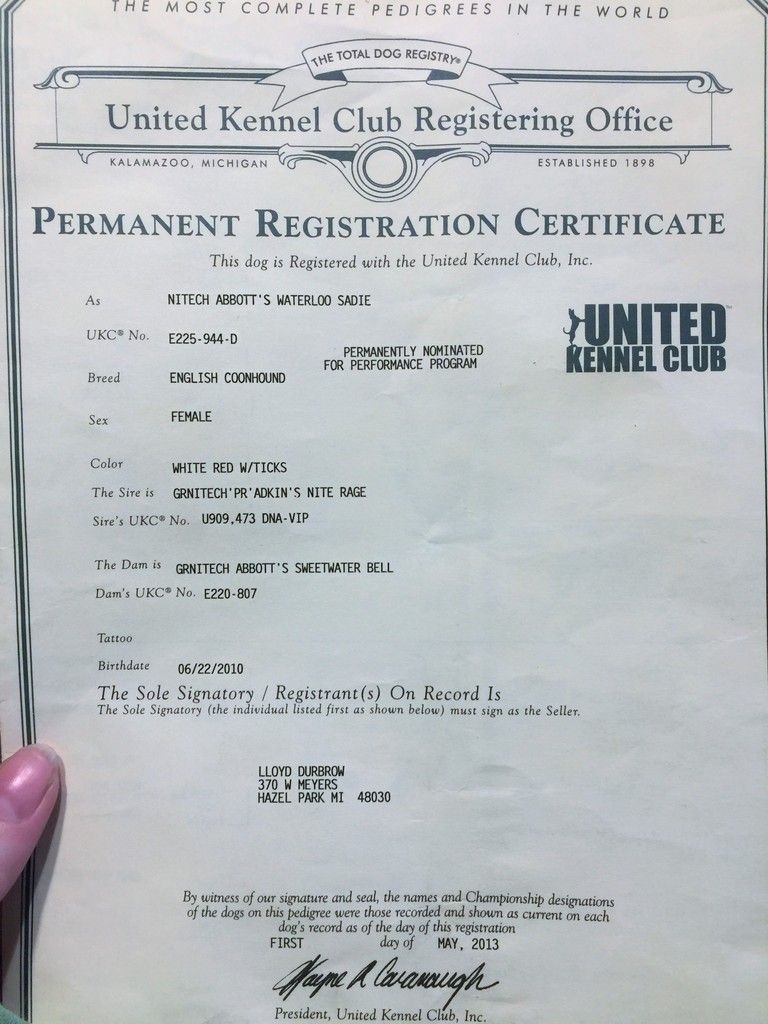 THE MOST COMPLETE PEDIGREES IN THE WORLD
THE TOTAL DOG REGISTRY®
United Kennel Club Registering Office
KALAMAZOO, MICHIGAN ESTABLISHED 1898
PERMANENT REGISTRATION CERTIFICATE
This dog is Registered with the United Kennel Club, Inc.
As NITECH ABBOTT'S WATERLOO SADIE
UNITED™
KENNEL CLUB
UKC® No. E225-944-D
PERMANENTLY NOMINATED
FOR PERFORMANCE PROGRAM
Breed ENGLISH COONHOUND
Sex FEMALE
Color WHITE RED W/TICKS
The Sire is GRNITECH'PR'ADKIN'S NITE RAGE
Sire's UKC® No. U909,473 DNA-VIP
The Dam is GRNITECH ABBOTT'S SWEETWATER BELL
Dam's UKC® No. E220-807
Tattoo
Birthdate 06/22/2010
The Sole Signatory / Registrant(s) On Record Is
The Sole Signatory (the individual listed first as shown below) must sign as the Seller.
LLOYD DURBROW
370 W MEYERS
HAZEL PARK MI 48030
By witness of our signature and seal, the names and Championship designations
of the dogs on this pedigree were those recorded and shown as current on each
dog's record as of the day of this registration
FIRST day of MAY, 2013
Wayne R Cavanaugh
President, United Kennel Club, Inc.